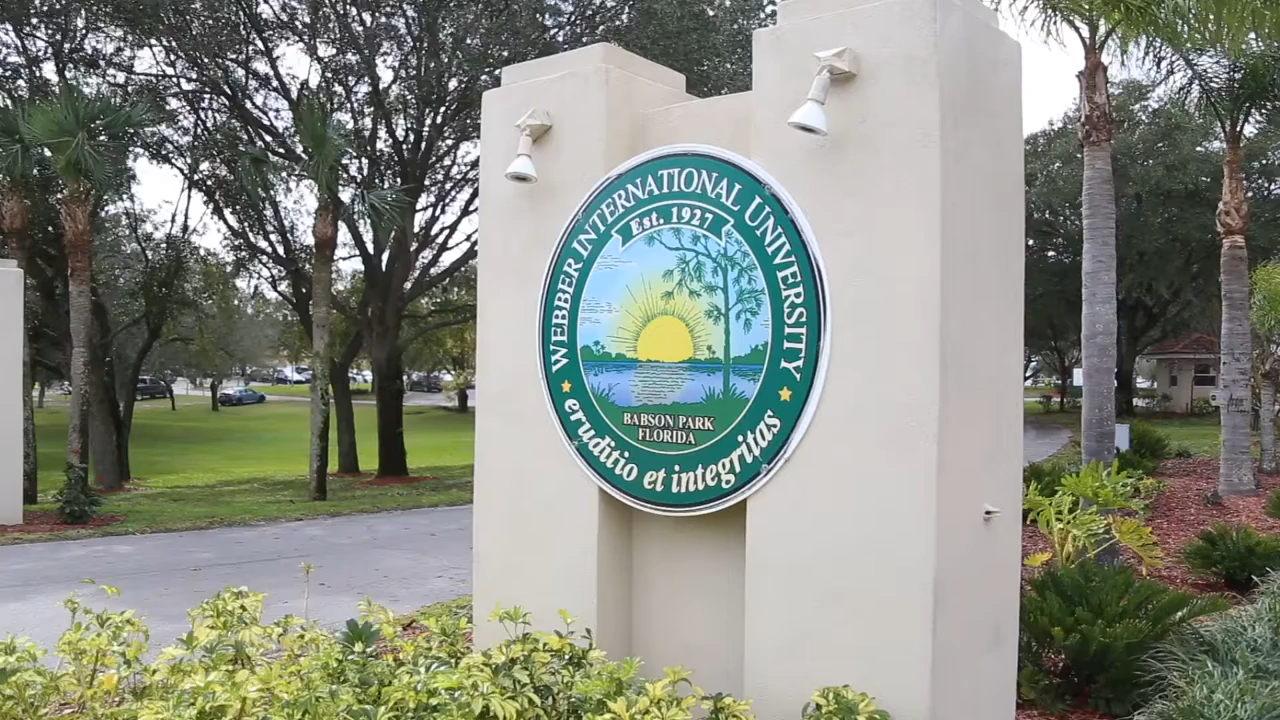 WEBBER INTERNATIONAL UNIVERSITY
Est. 1927
BABSON PARK
FLORIDA
eruditio et integritas